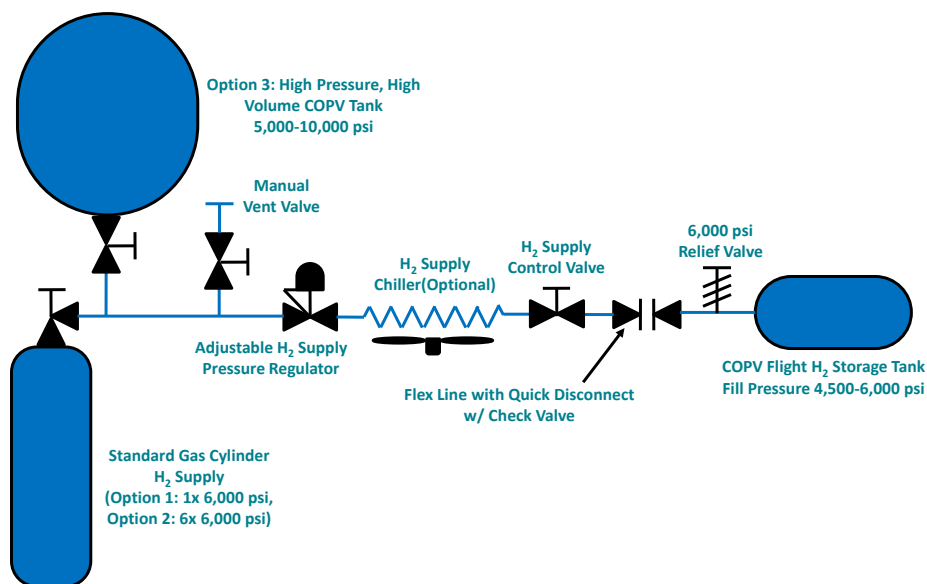 Option 3: High Pressure, High
Volume COPV Tank
5,000-10,000 psi
Manual
Vent Valve
6,000 psi
Relief Valve
H₂ Supply
Control Valve
H₂ Supply
Chiller(Optional)
Adjustable H₂ Supply
Pressure Regulator
COPV Flight H₂ Storage Tank
Fill Pressure 4,500-6,000 psi
Flex Line with Quick Disconnect
w/ Check Valve
Standard Gas Cylinder
H₂ Supply
(Option 1: 1x 6,000 psi,
Option 2: 6x 6,000 psi)